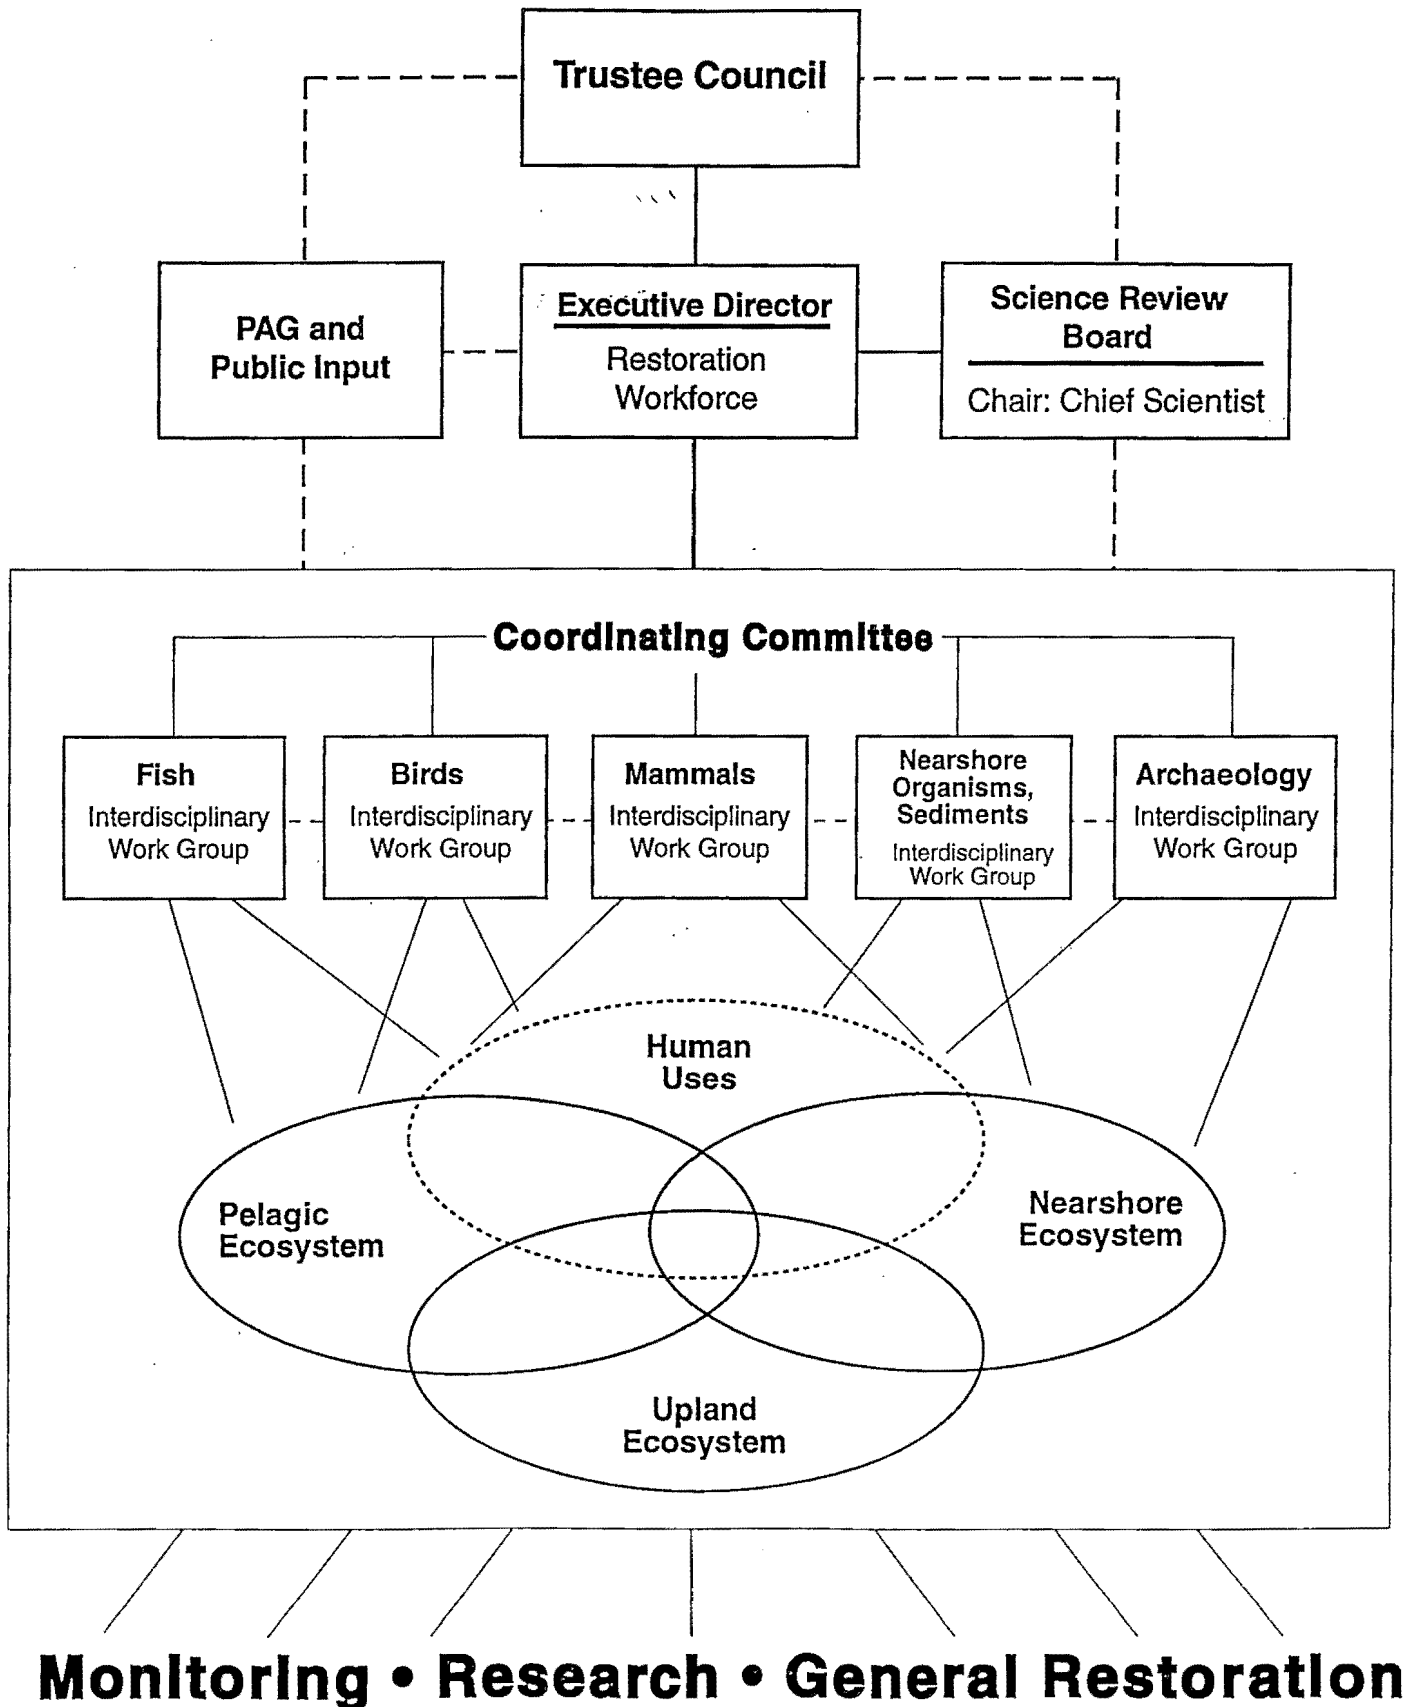 Trustee Council
PAG and
Public Input
Executive Director
Restoration
Workforce
Science Review
Board
Chair: Chief Scientist
Coordinating Committee
Fish
Interdisciplinary
Work Group
Birds
Interdisciplinary
Work Group
Mammals
Interdisciplinary
Work Group
Nearshore
Organisms,
Sediments
Interdisciplinary
Work Group
Archaeology
Interdisciplinary
Work Group
Human
Uses
Pelagic
Ecosystem
Nearshore
Ecosystem
Upland
Ecosystem
Monitoring • Research • General Restoration